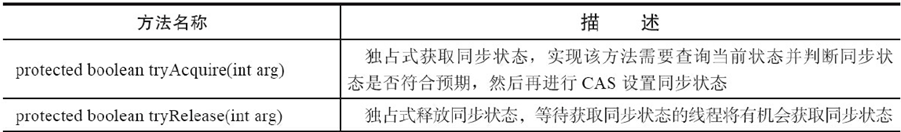 方法名称 描 述
protected boolean tryAcquire(int arg) 独占式获取同步状态，实现该方法需要查询当前状态并判断同步状
态是否符合预期，然后再进行 CAS 设置同步状态
protected boolean tryRelease(int arg) 独占式释放同步状态，等待获取同步状态的线程将有机会获取同步状态